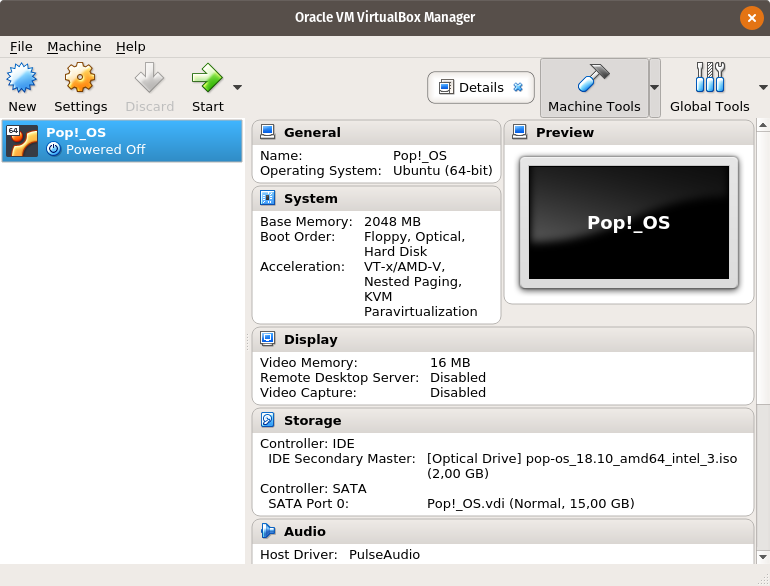 Oracle VM VirtualBox Manager
File Machine Help
New Settings Discard Start Details Machine Tools Global Tools
64
Pop!_OS
Powered Off
General
Name: Pop!_OS
Operating System: Ubuntu (64-bit)
Preview
Pop!_OS
System
Base Memory: 2048 MB
Boot Order: Floppy, Optical,
Hard Disk
Acceleration: VT-x/AMD-V,
Nested Paging,
KVM
Paravirtualization
Display
Video Memory: 16 MB
Remote Desktop Server: Disabled
Video Capture: Disabled
Storage
Controller: IDE
IDE Secondary Master: [Optical Drive] pop-os_18.10_amd64_intel_3.iso
(2,00 GB)
Controller: SATA
SATA Port 0: Pop!_OS.vdi (Normal, 15,00 GB)
Audio
Host Driver: PulseAudio